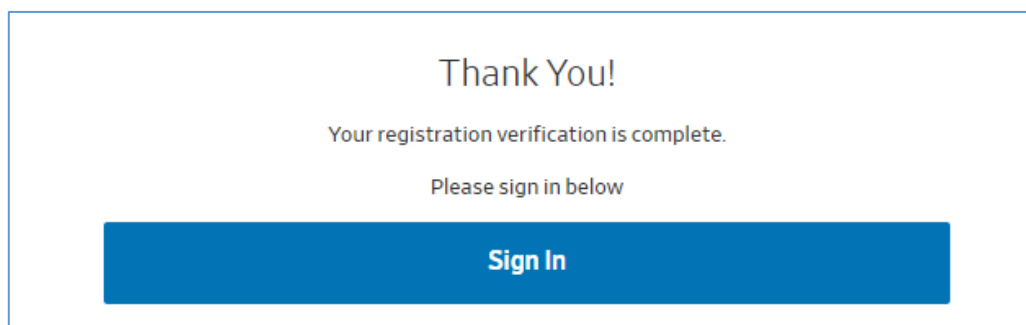 Thank You!
Your registration verification is complete.
Please sign in below
Sign In